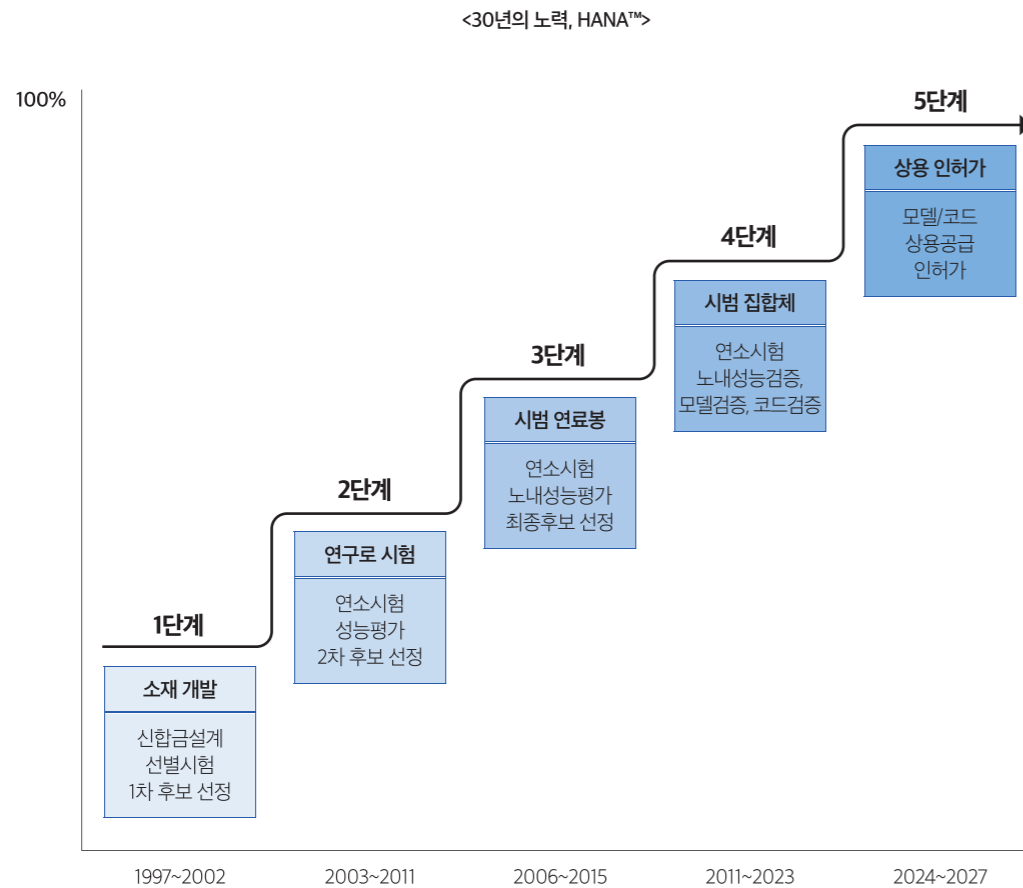 <30년의 노력, HANA™>
100%
1단계
소재 개발
신합금설계
선별시험
1차 후보 선정
2단계
연구로 시험
연소시험
성능평가
2차 후보 선정
3단계
시범 연료봉
연소시험
노내성능평가
최종후보 선정
4단계
시범 집합체
연소시험
노내성능검증,
모델검증, 코드검증
5단계
상용 인허가
모델/코드
상용공급
인허가
1997~2002
2003~2011
2006~2015
2011~2023
2024~2027